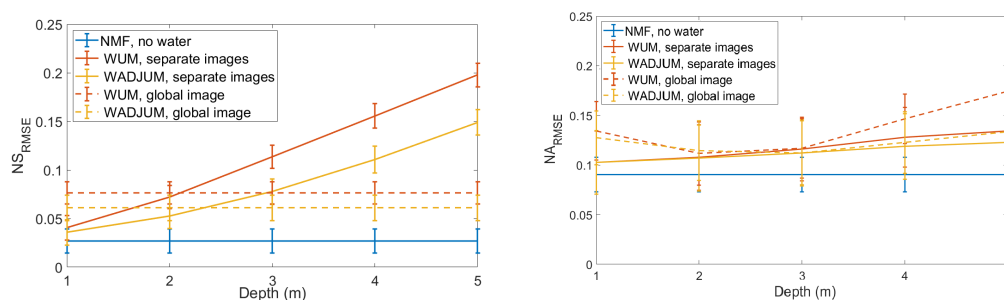 0.25
0.2
0.15
0.1
0.05
0
NS_RMSE
NMF, no water
WUM, separate images
WADJUM, separate images
WUM, global image
WADJUM, global image
1 2 3 4 5
Depth (m)
0.25
0.2
0.15
0.1
0.05
0
NA_RMSE
NMF, no water
WUM, separate images
WADJUM, separate images
WUM, global image
WADJUM, global image
1 2 3 4
Depth (m)